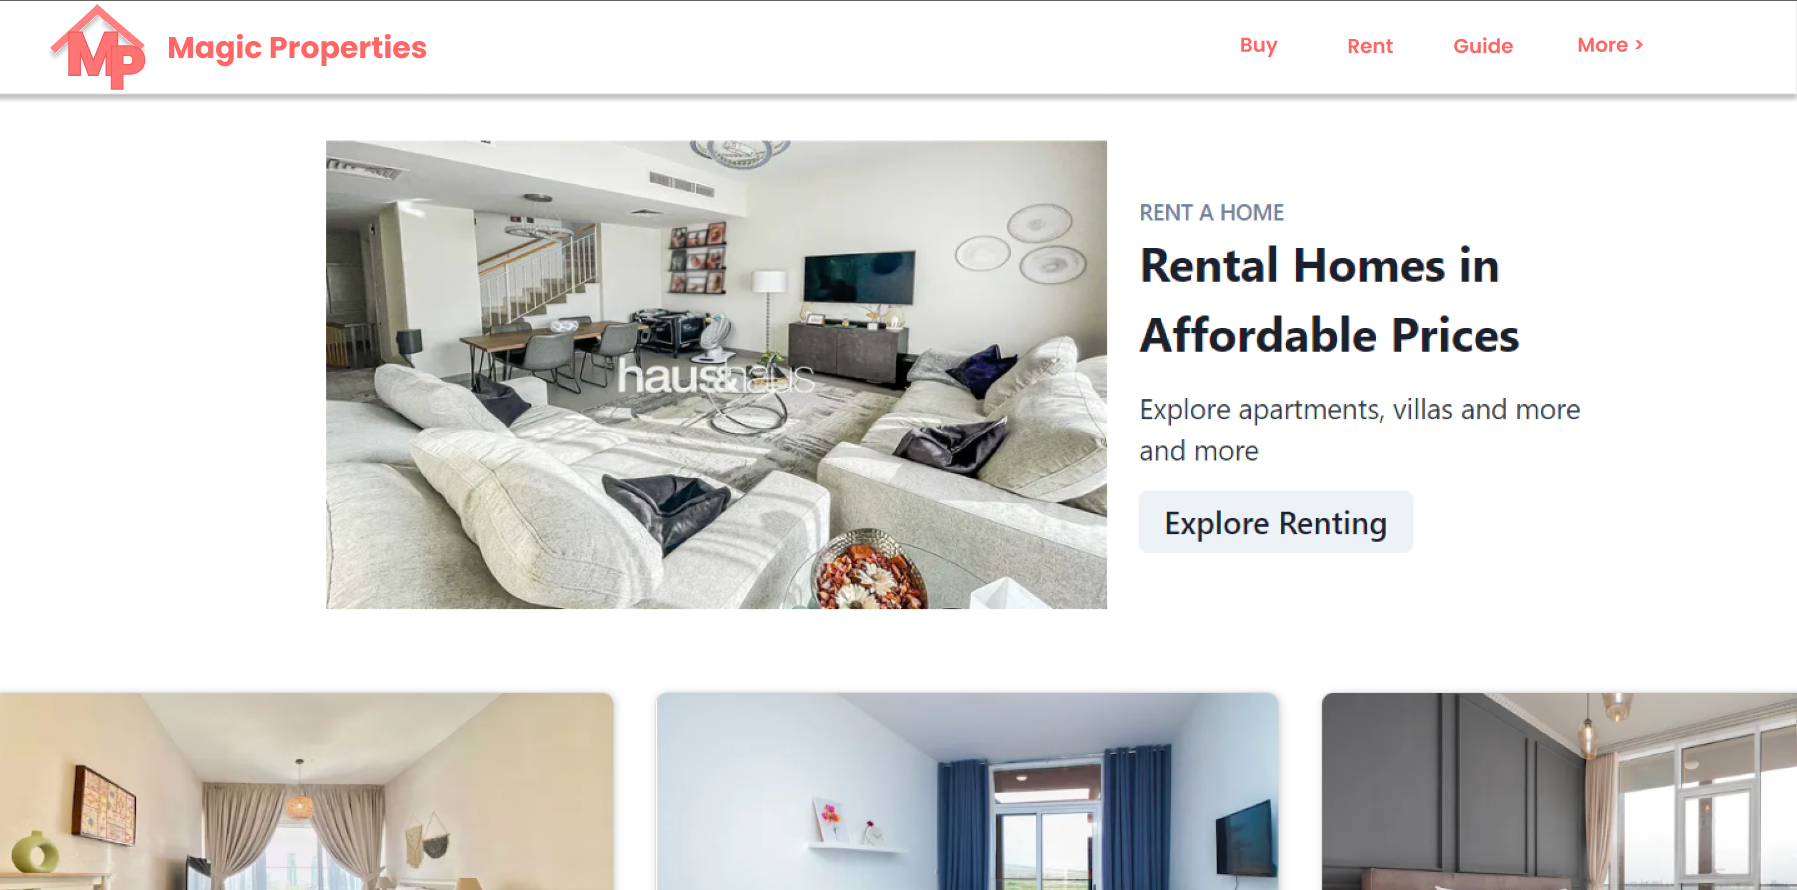 MP
Magic Properties
Buy
Rent
Guide
More >
haus&haus
RENT A HOME
Rental Homes in
Affordable Prices
Explore apartments, villas and more
and more
Explore Renting